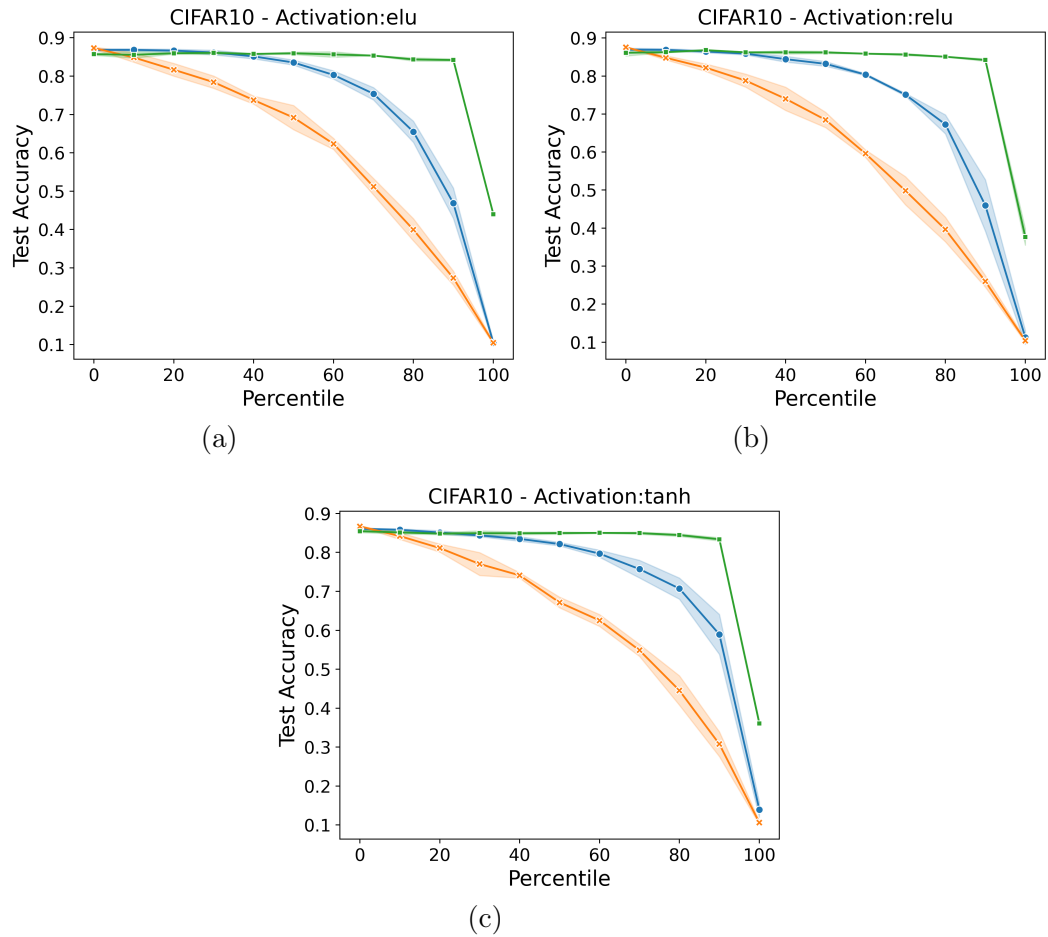 CIFAR10 - Activation:elu
0.9
0.8
0.7
0.6
0.5
0.4
0.3
0.2
0.1
Test Accuracy
0 20 40 60 80 100
Percentile
(a)
CIFAR10 - Activation:relu
0.9
0.8
0.7
0.6
0.5
0.4
0.3
0.2
0.1
Test Accuracy
0 20 40 60 80 100
Percentile
(b)
CIFAR10 - Activation:tanh
0.9
0.8
0.7
0.6
0.5
0.4
0.3
0.2
0.1
Test Accuracy
0 20 40 60 80 100
Percentile
(c)